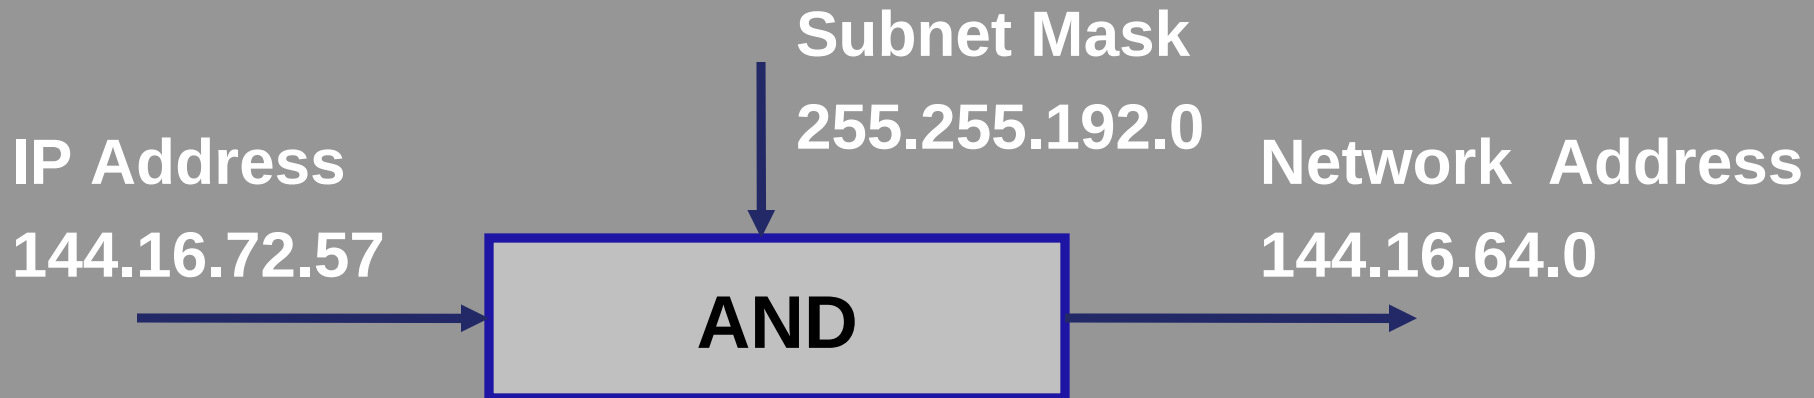 Subnet Mask
255.255.192.0
IP Address
144.16.72.57
AND
Network Address
144.16.64.0